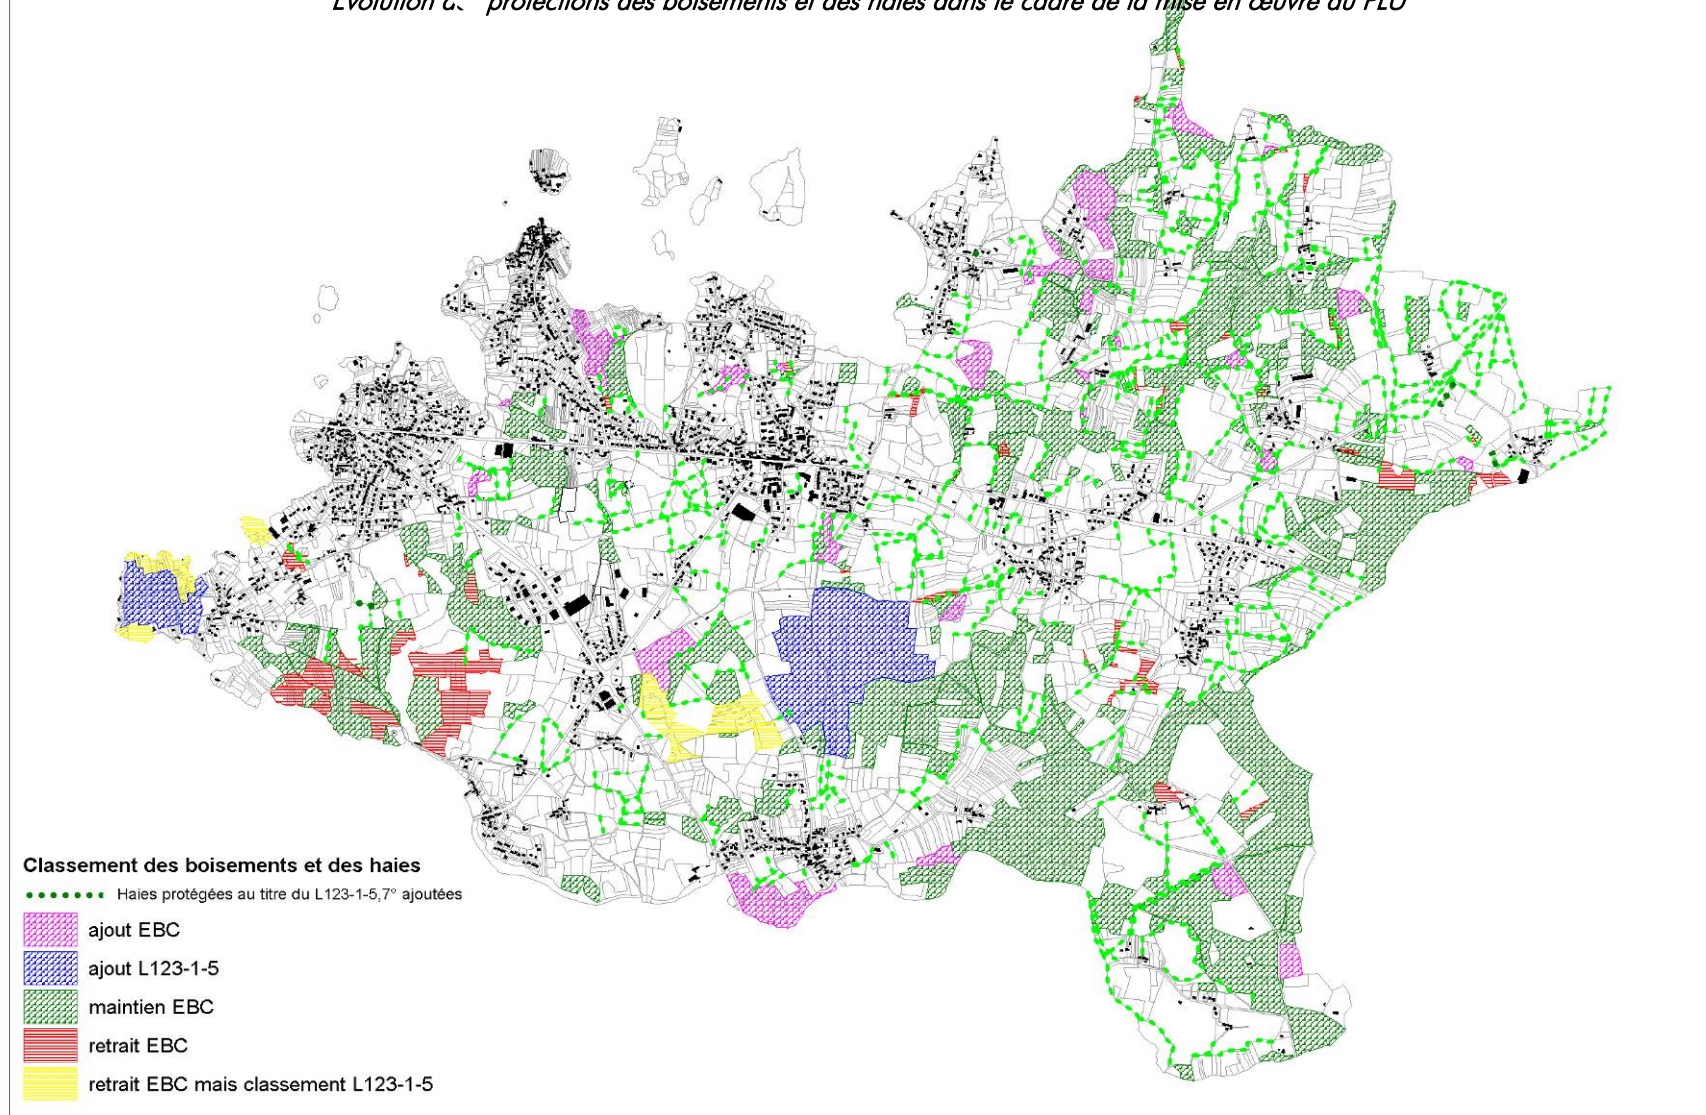 Evolution des protections des boisements et des haies dans le cadre de la mise en œuvre du PLU
Classement des boisements et des haies
Haies protégées au titre du L123-1-5,7° ajoutées
ajout EBC
ajout L123-1-5
maintien EBC
retrait EBC
retrait EBC mais classement L123-1-5